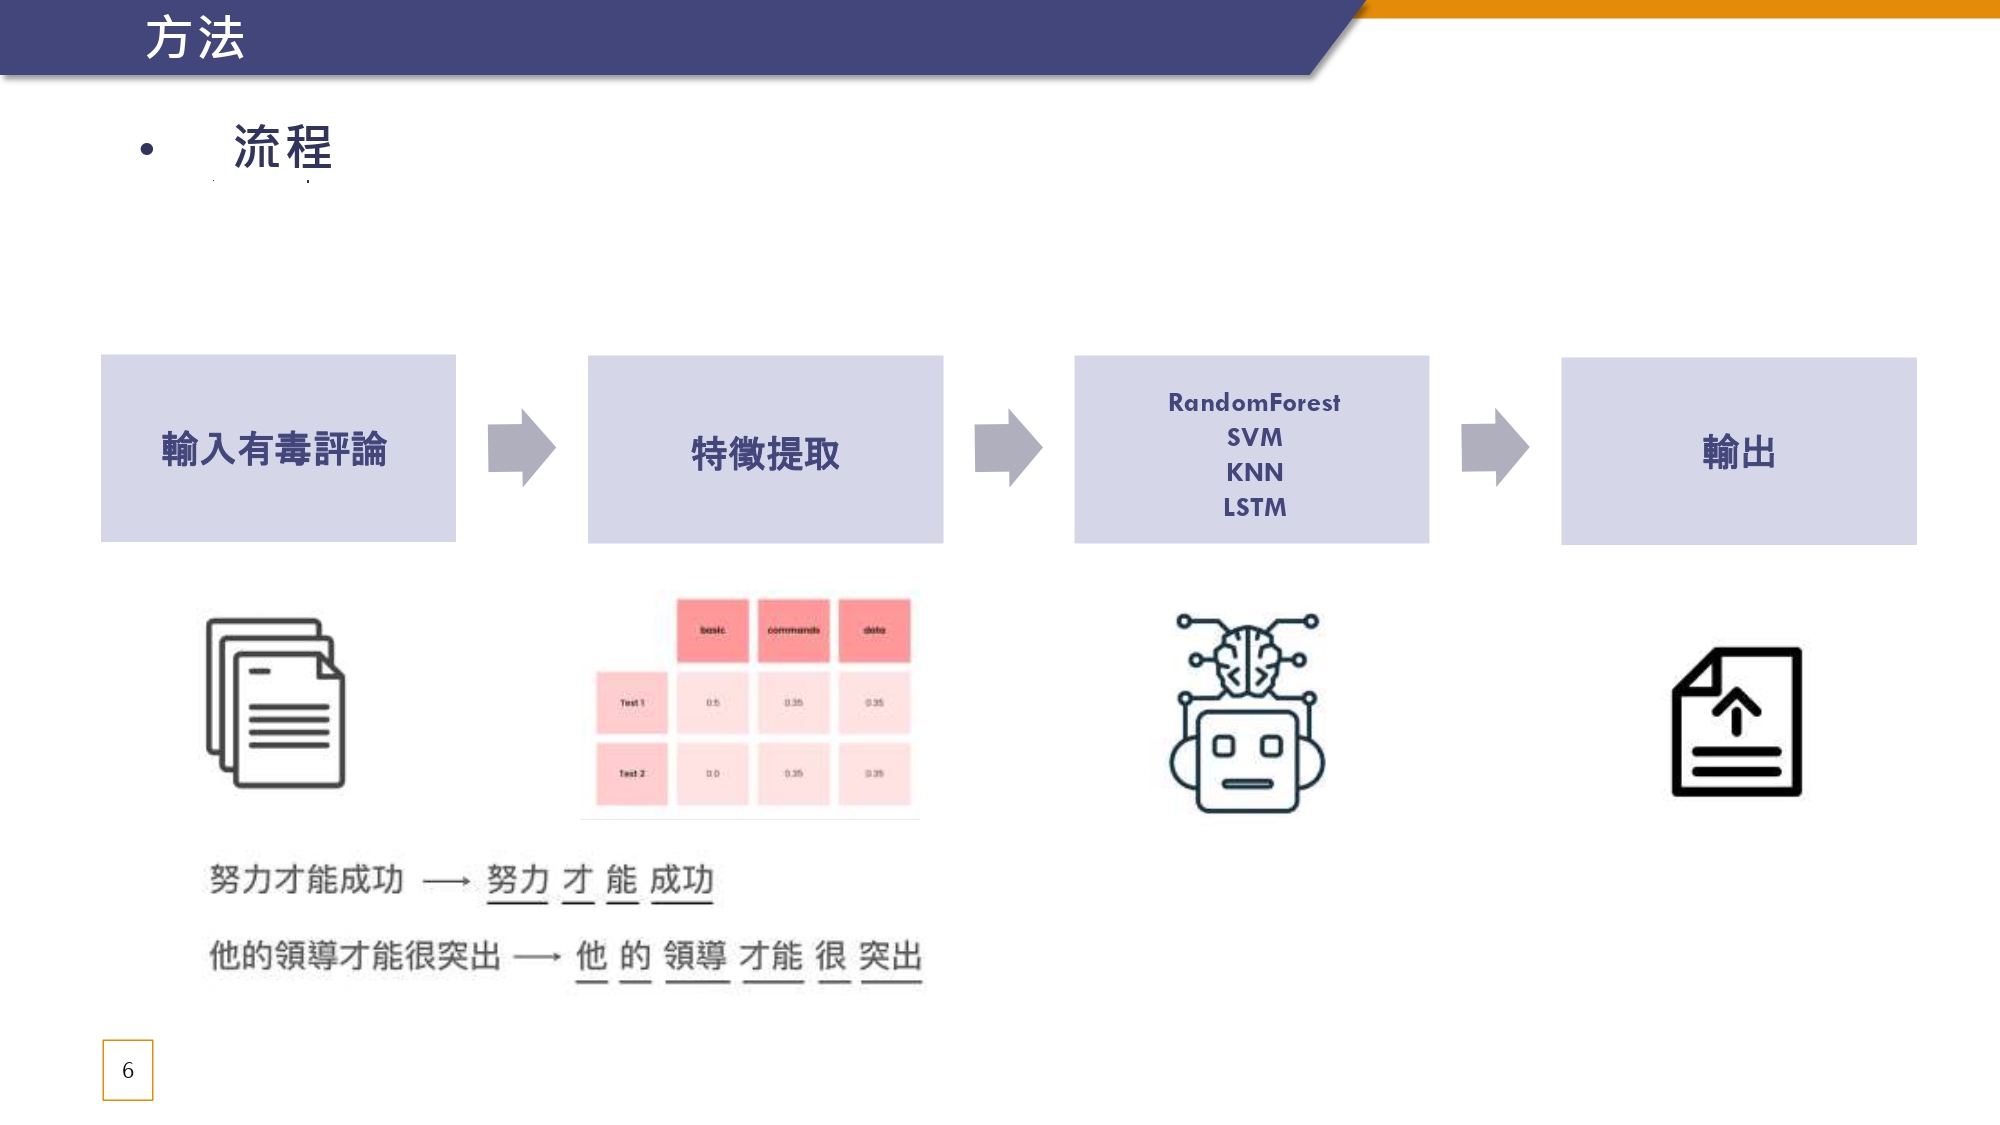 方法
• 流程
輸入有毒評論
特徵提取
RandomForest
SVM
KNN
LSTM
輸出
basic commands data
Test 1 0.5 0.35 0.35
Test 2 0.0 0.35 0.35
努力才能成功 → 努力 才 能 成功
他的領導才能很突出 → 他 的 領導 才能 很 突出
6